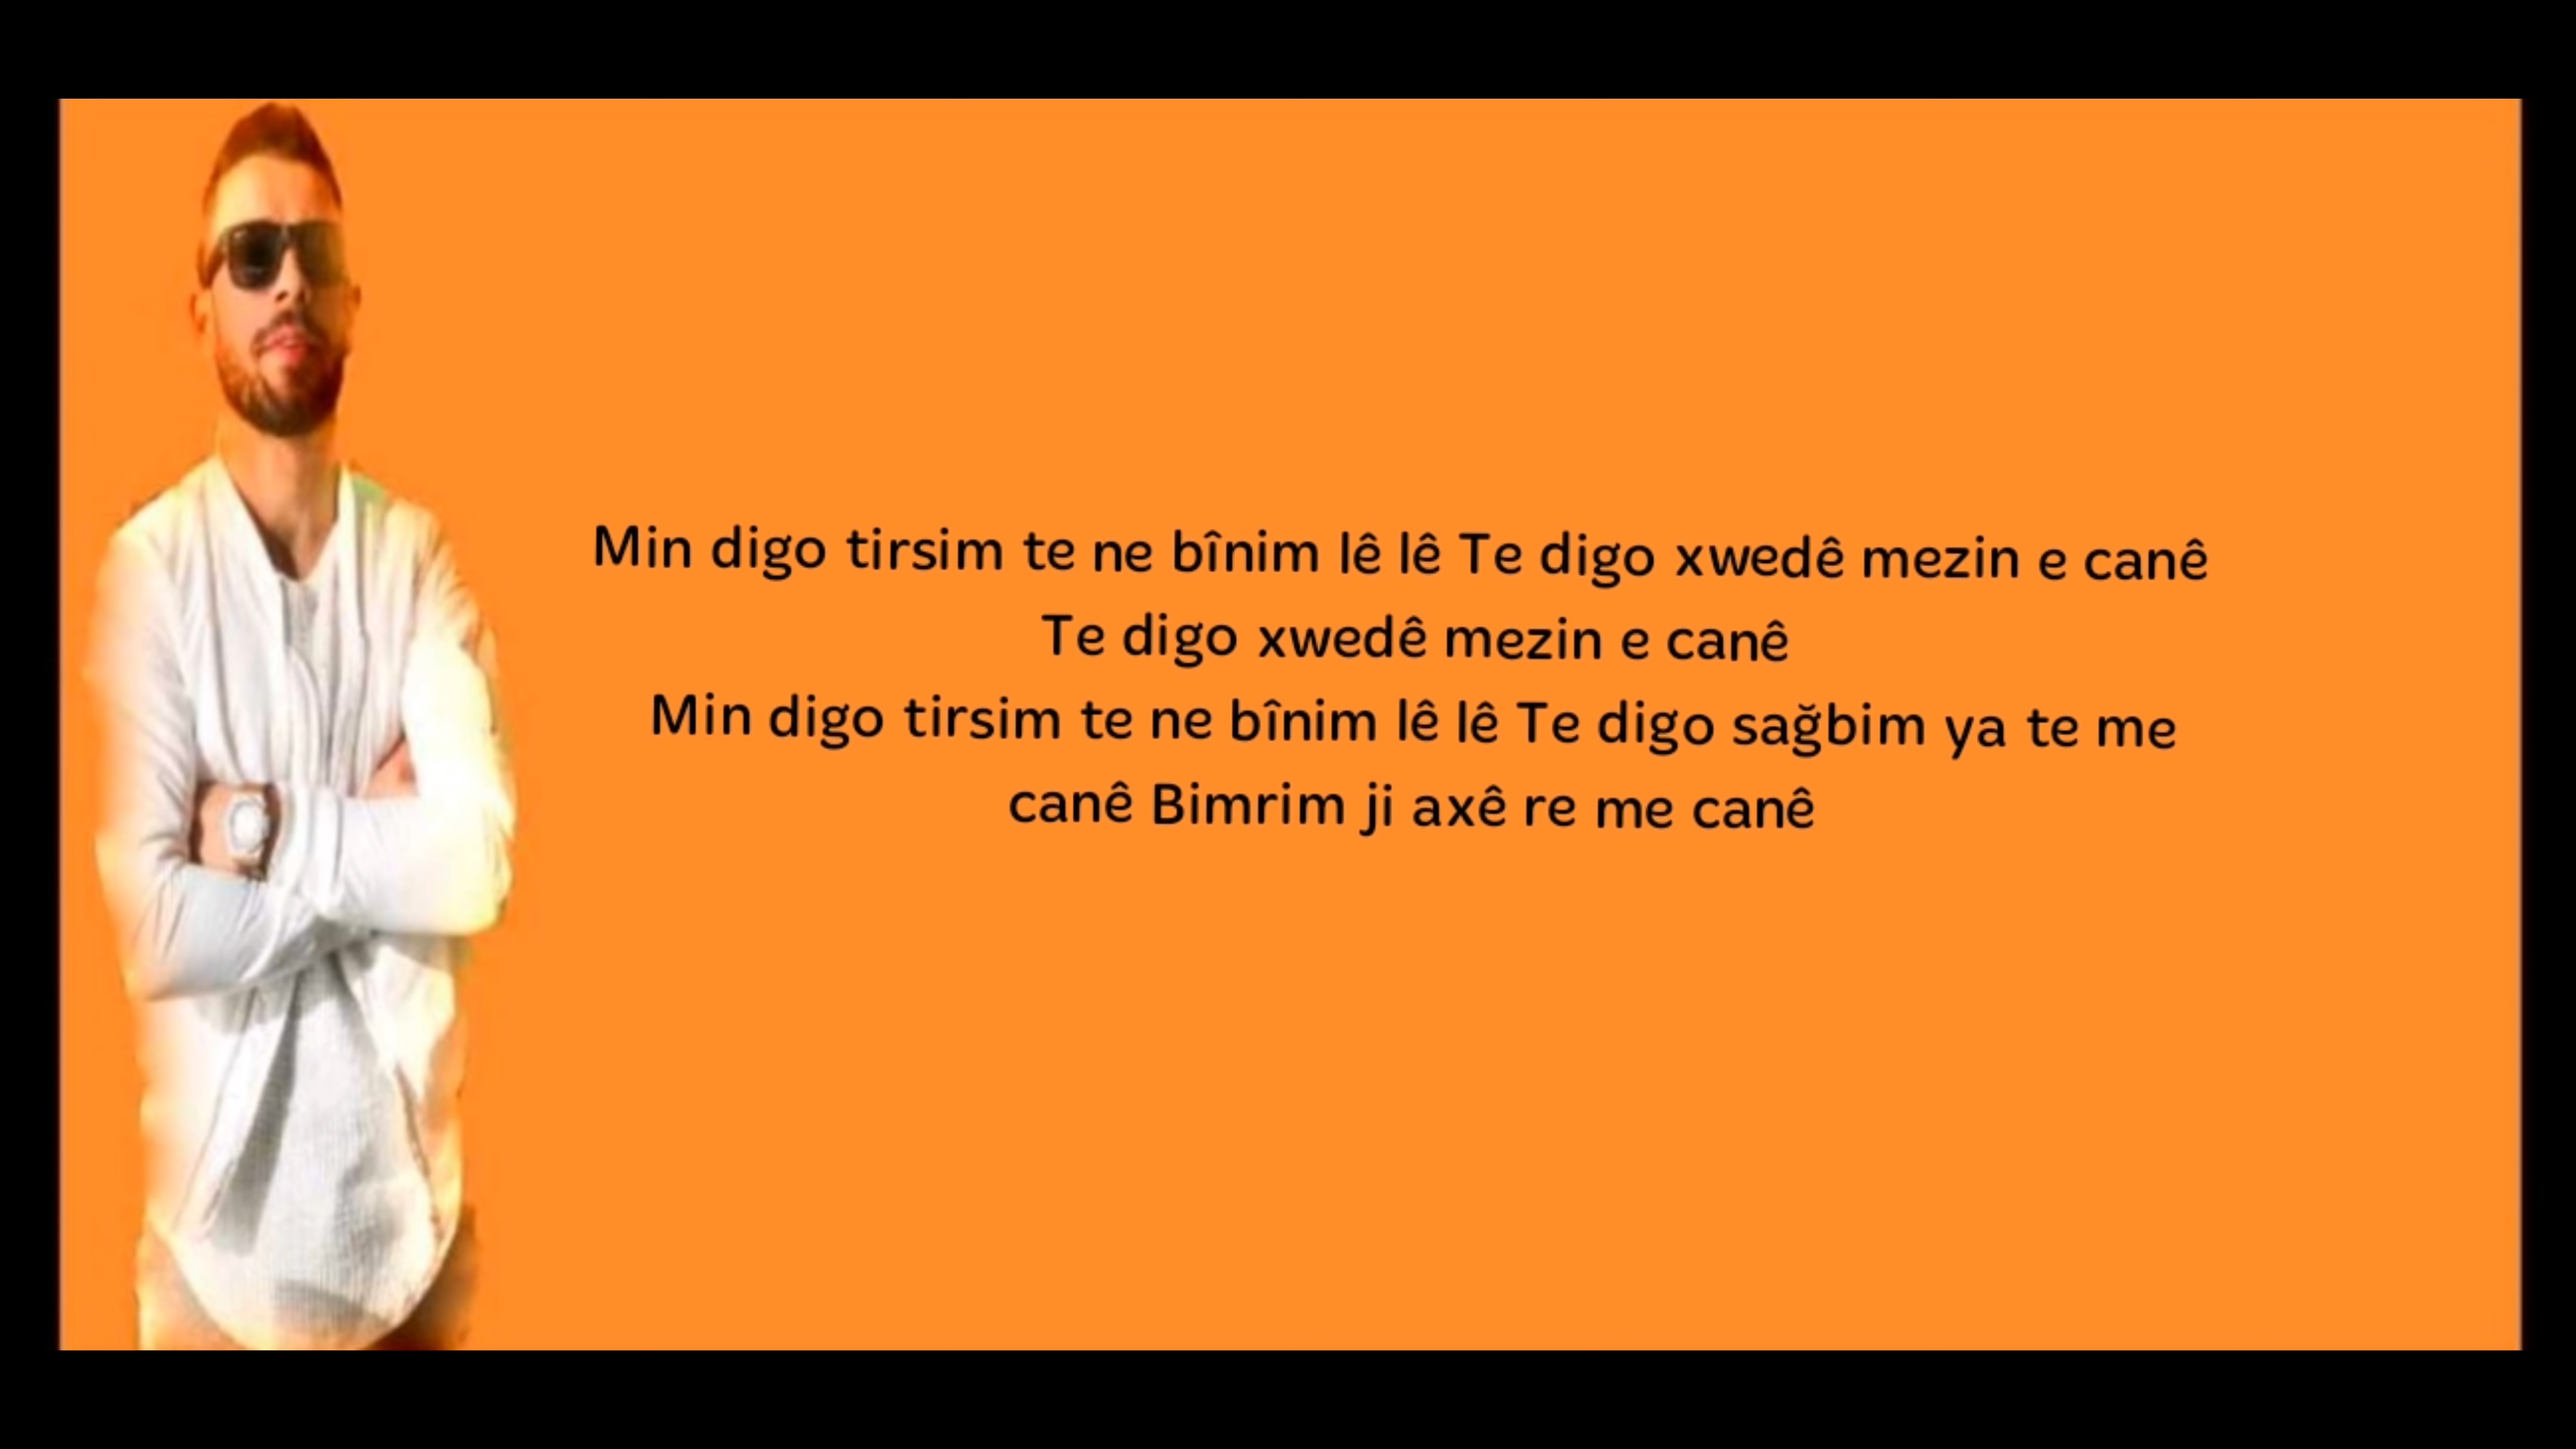 Min digo tirsim te ne bînim lê lê Te digo xwedê mezin e canê
Te digo xwedê mezin e canê
Min digo tirsim te ne bînim lê lê Te digo sağbim ya te me
canê Bimrim ji axê re me canê